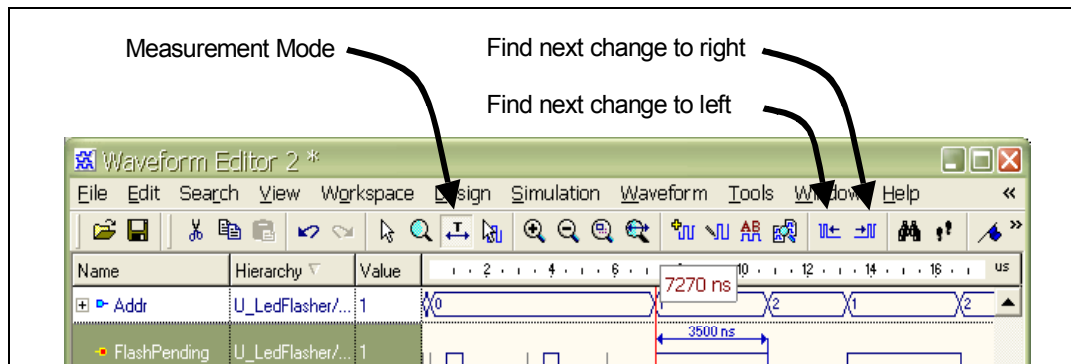 Measurement Mode
Find next change to right
Find next change to left
Waveform Editor 2 *
File Edit Search View Workspace Design Simulation Waveform Tools Window Help «
T AB »
Name Hierarchy Value 2 4 6 10 12 14 16 us
7270 ns
Addr U_LedFlasher/... 1 0 1 2 1 2
3500 ns
FlashPending U_LedFlasher/... 1